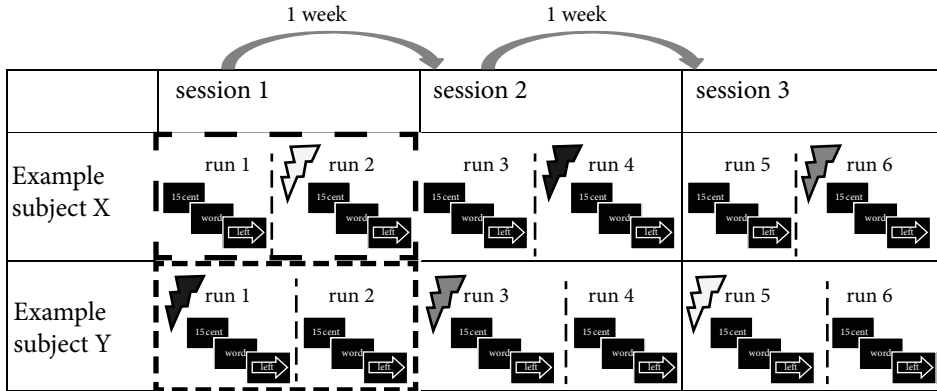 1 week 1 week
session 1 session 2 session 3
Example
subject X
run 1 run 2 run 3 run 4 run 5 run 6
15 cent 15 cent 15 cent 15 cent 15 cent 15 cent
word word word word word word
left left left left left left
Example
subject Y
run 1 run 2 run 3 run 4 run 5 run 6
15 cent 15 cent 15 cent 15 cent 15 cent 15 cent
word word word word word word
left left left left left left